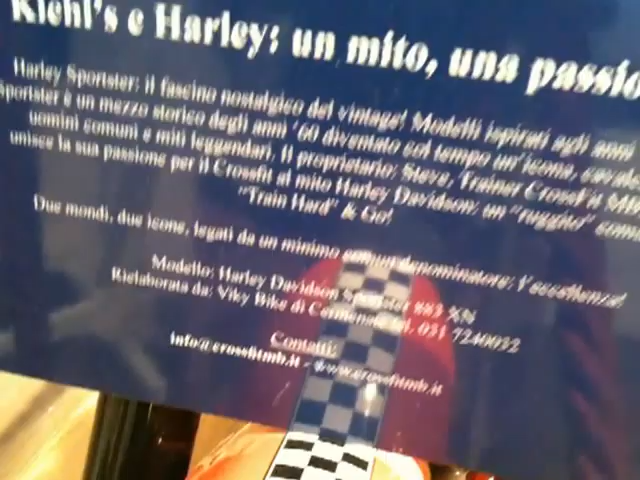 Kiehl's e Harley: un mito, una passio
Harley Sportster: il fascino nostalgico del vintage! Modelli ispirati agli anni
Sportster è un mezzo storico degli anni '60 diventato col tempo un'icona, caval
uomini comuni e miti leggendari. Il proprietario: Steve, Trainer CrossFit
unisce la sua passione per il Crossfit al mito Harley Davidson: un "ruggito"
"Train Hard" & Go!
Due mondi, due icone, legati da un minimo comun denominatore: l'eccellenza!
Modello: Harley Davidson Sportster 883 XN
Rielaborata da: Viky Bike di Cermenate tel. 031 7240032
Contatti:
info@crossfitmb.it - www.crossfitmb.it